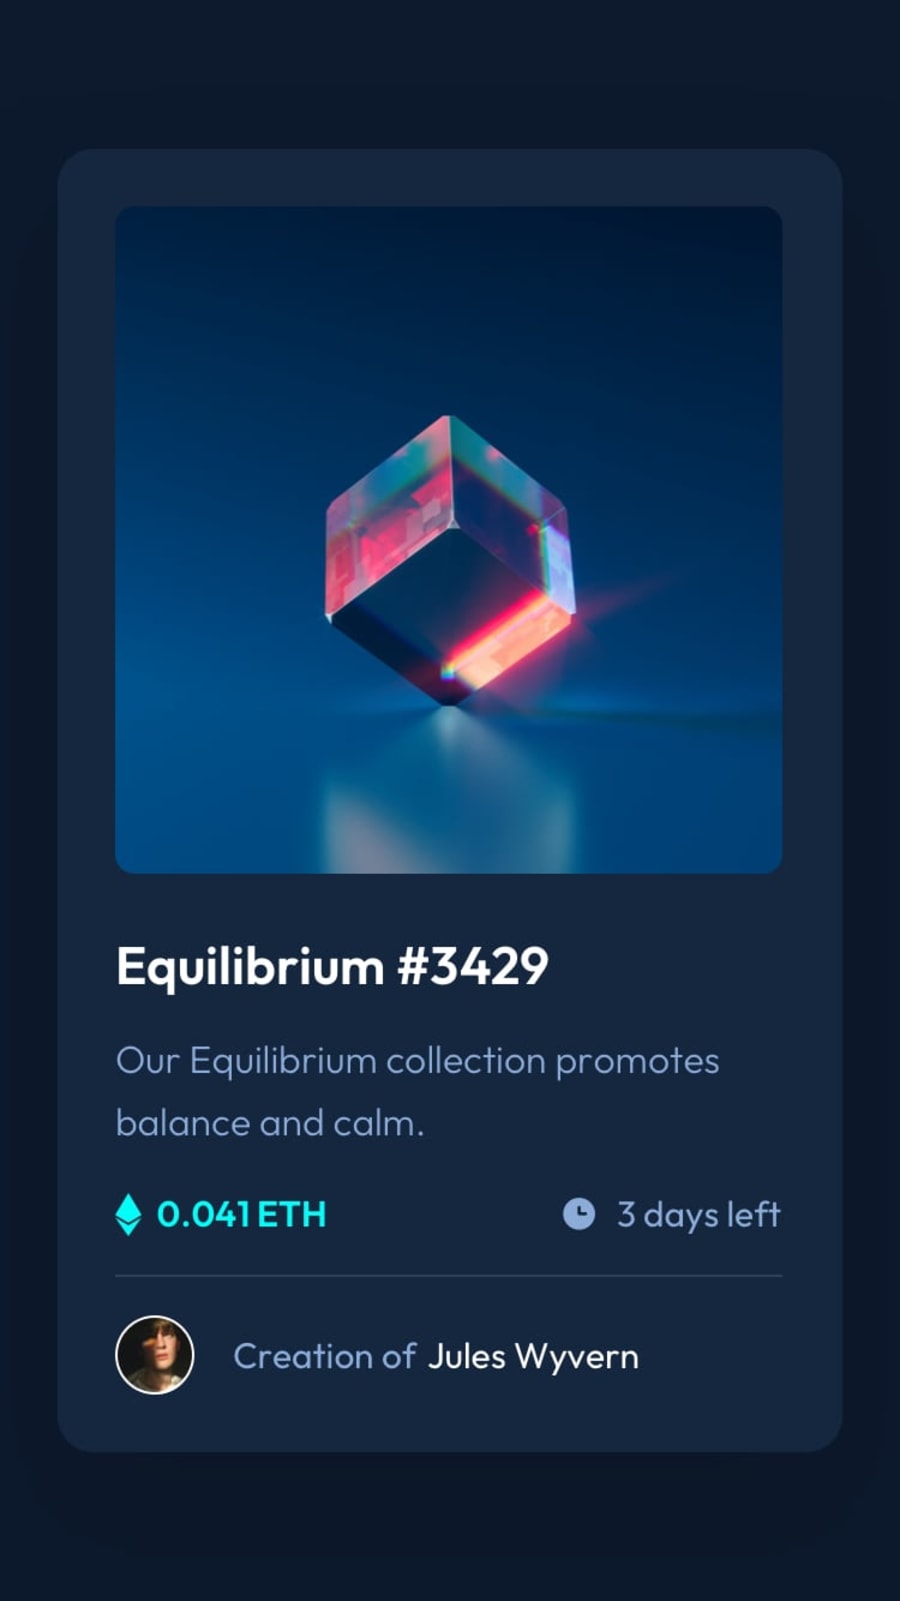 Equilibrium #3429
Our Equilibrium collection promotes
balance and calm.
0.041 ETH
3 days left
Creation of Jules Wyvern